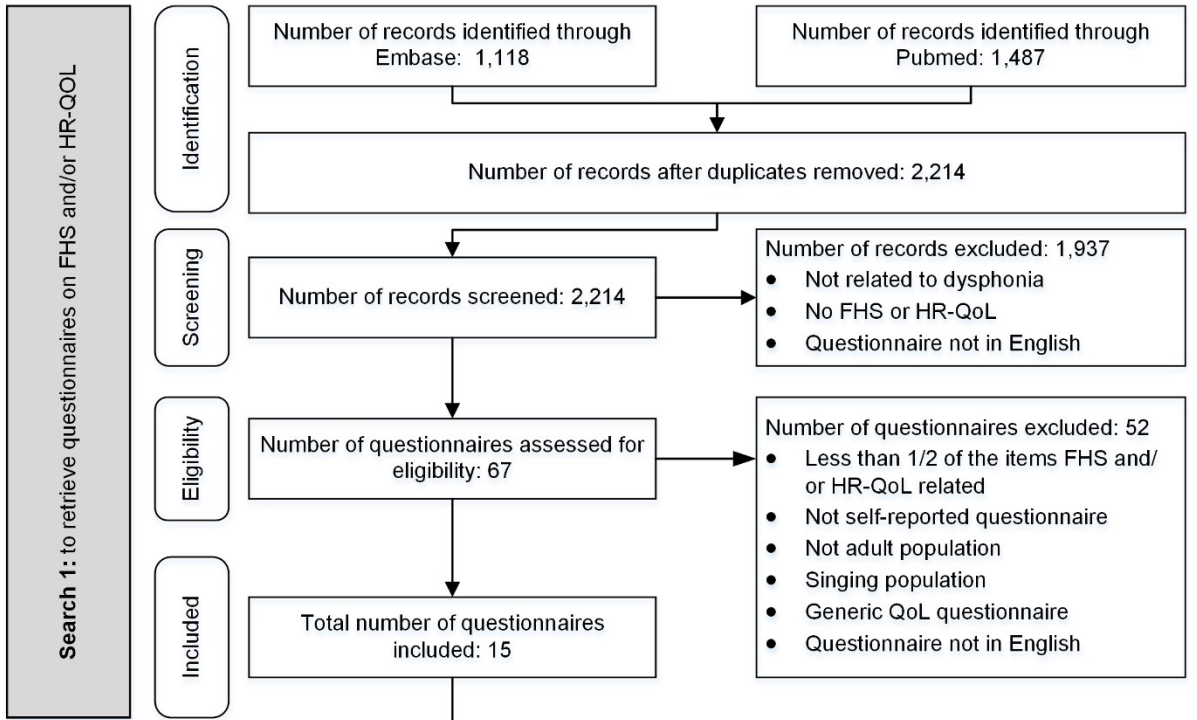 Search 1: to retrieve questionnaires on FHS and/or HR-QOL
Identification
Number of records identified through
Embase: 1,118
Number of records identified through
Pubmed: 1,487
Number of records after duplicates removed: 2,214
Screening
Number of records screened: 2,214
Number of records excluded: 1,937
● Not related to dysphonia
● No FHS or HR-QoL
● Questionnaire not in English
Eligibility
Number of questionnaires assessed for
eligibility: 67
Number of questionnaires excluded: 52
● Less than 1/2 of the items FHS and/
or HR-QoL related
● Not self-reported questionnaire
● Not adult population
● Singing population
● Generic QoL questionnaire
● Questionnaire not in English
Included
Total number of questionnaires
included: 15